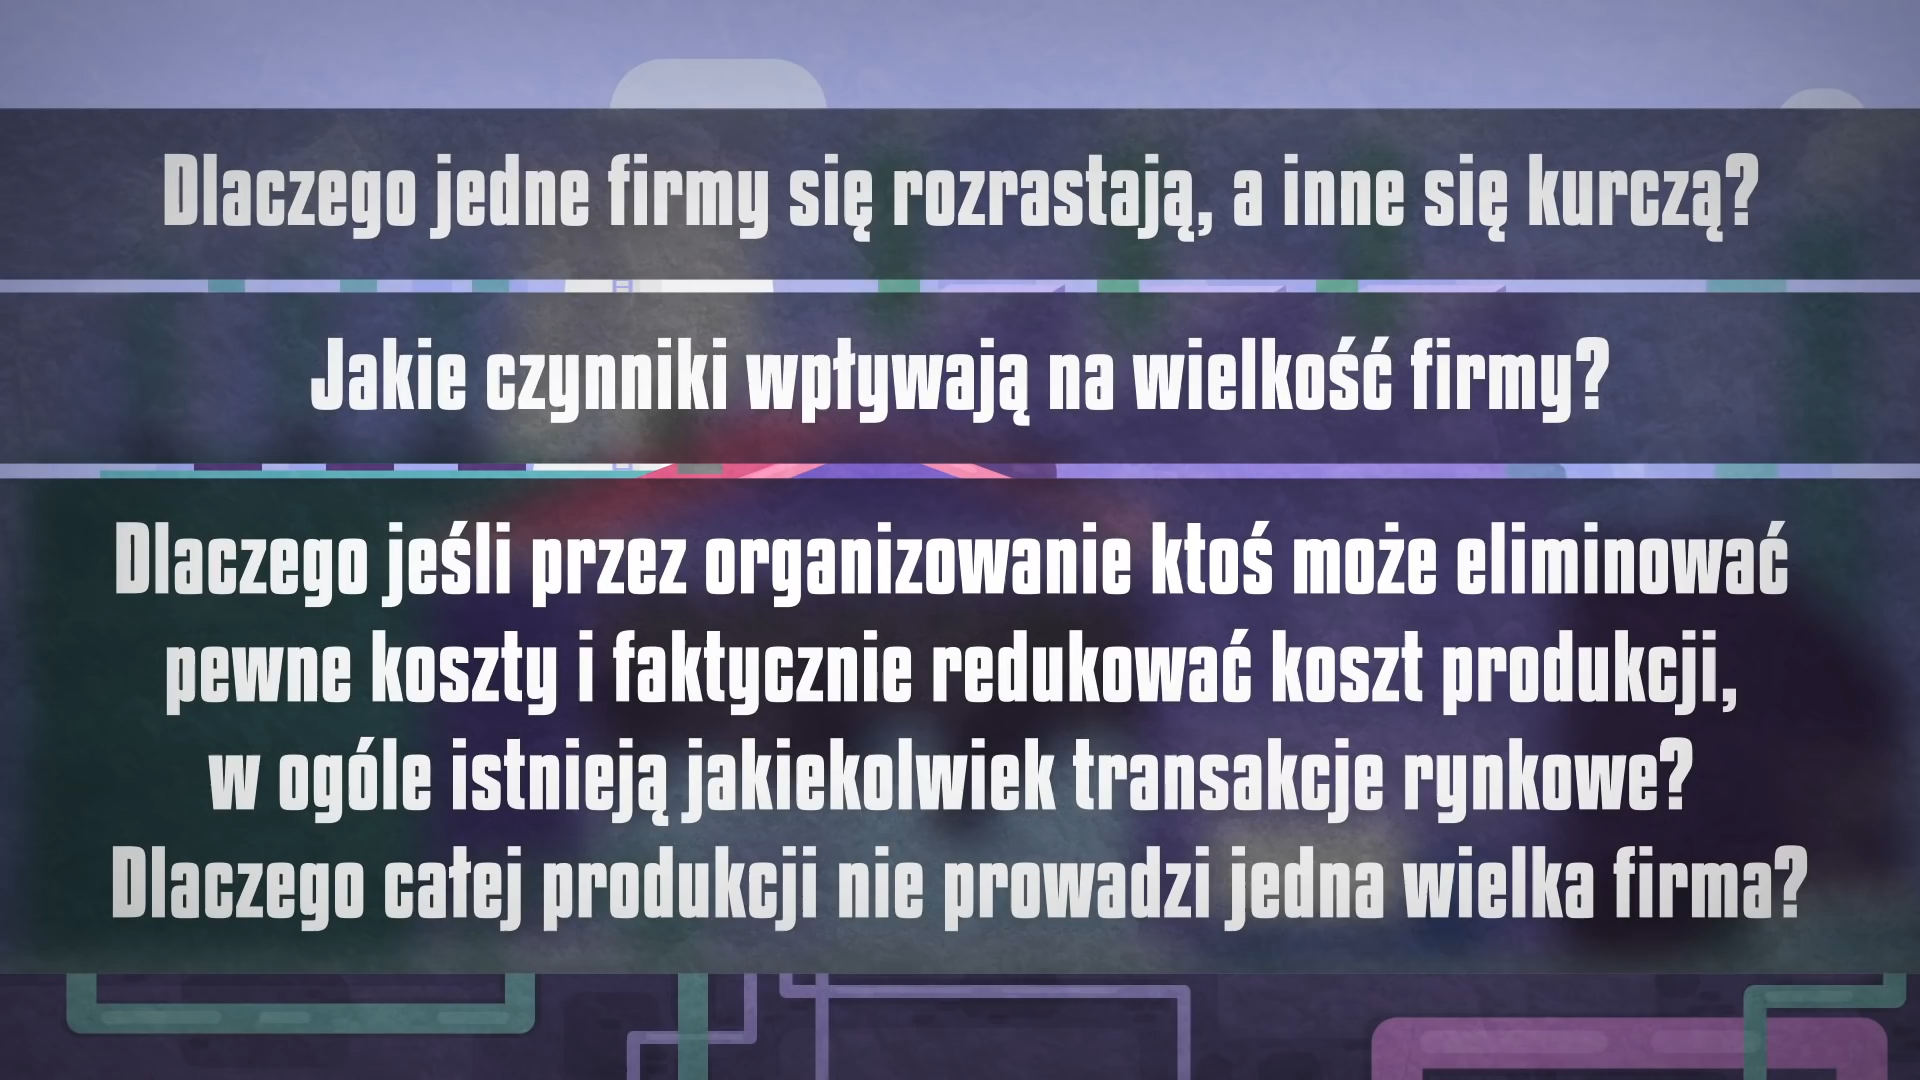 Dlaczego jedne firmy się rozrastają, a inne się kurczą?
Jakie czynniki wpływają na wielkość firmy?
Dlaczego jeśli przez organizowanie ktoś może eliminować
pewne koszty i faktycznie redukować koszt produkcji,
w ogóle istnieją jakiekolwiek transakcje rynkowe?
Dlaczego całej produkcji nie prowadzi jedna wielka firma?